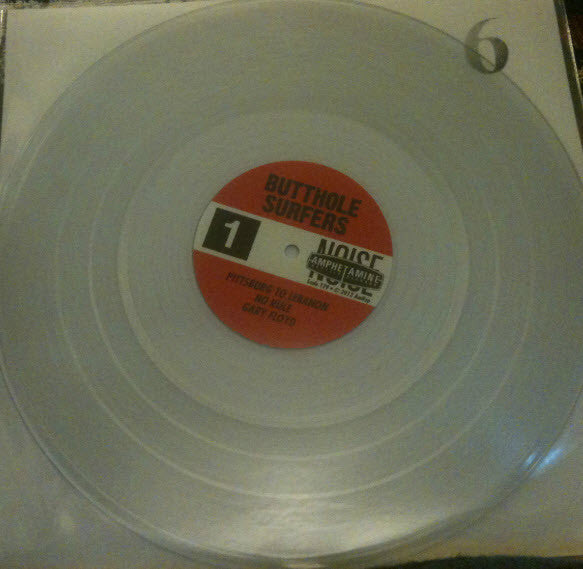 6
BUTTHOLE
SURFERS
1
NOISE
AMPHETAMINE
NOISE
PITTSBURG TO LEBANON
NO RULE
GARY FLOYD